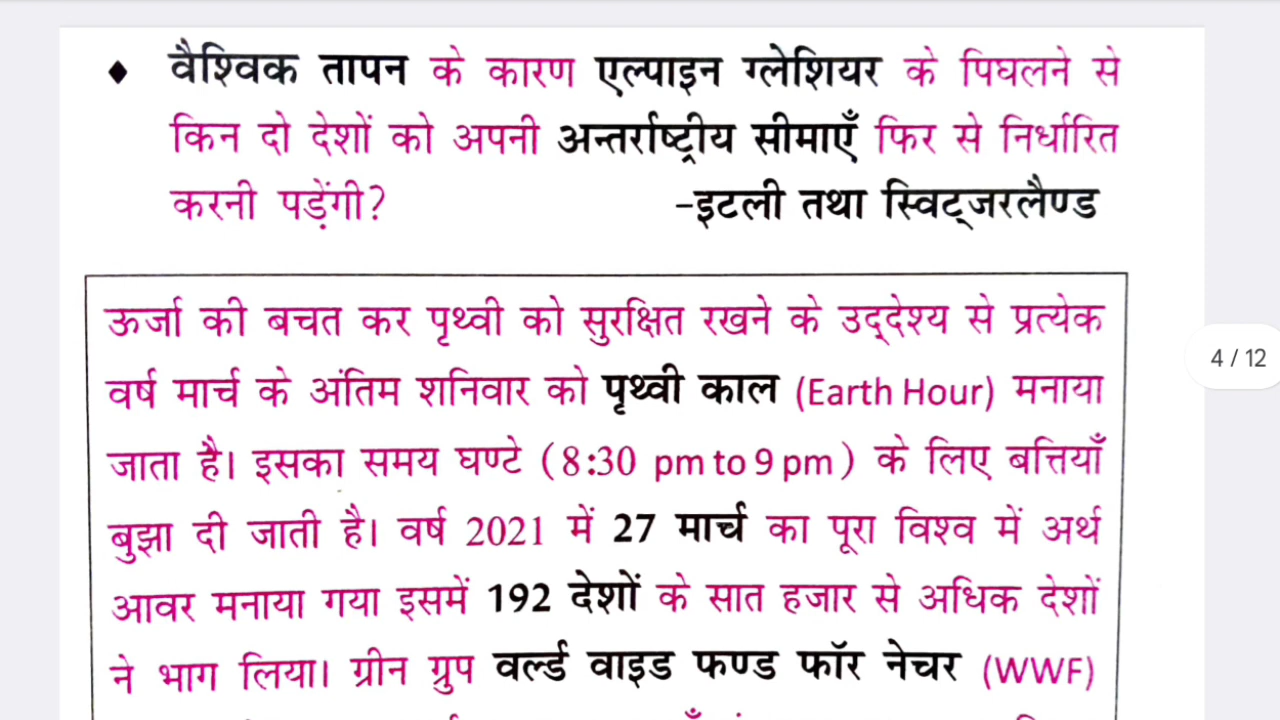 ♦ वैश्विक तापन के कारण एल्पाइन ग्लेशियर के पिघलने से
किन दो देशों को अपनी अन्तर्राष्ट्रीय सीमाएँ फिर से निर्धारित
करनी पड़ेंगी? -इटली तथा स्विट्जरलैण्ड
ऊर्जा की बचत कर पृथ्वी को सुरक्षित रखने के उद्देश्य से प्रत्येक
वर्ष मार्च के अंतिम शनिवार को पृथ्वी काल (Earth Hour) मनाया
जाता है। इसका समय घण्टे (8:30 pm to 9 pm) के लिए बत्तियाँ
बुझा दी जाती है। वर्ष 2021 में 27 मार्च का पूरा विश्व में अर्थ
आवर मनाया गया इसमें 192 देशों के सात हजार से अधिक देशों
ने भाग लिया। ग्रीन ग्रुप वर्ल्ड वाइड फण्ड फॉर नेचर (WWF)
4 / 12